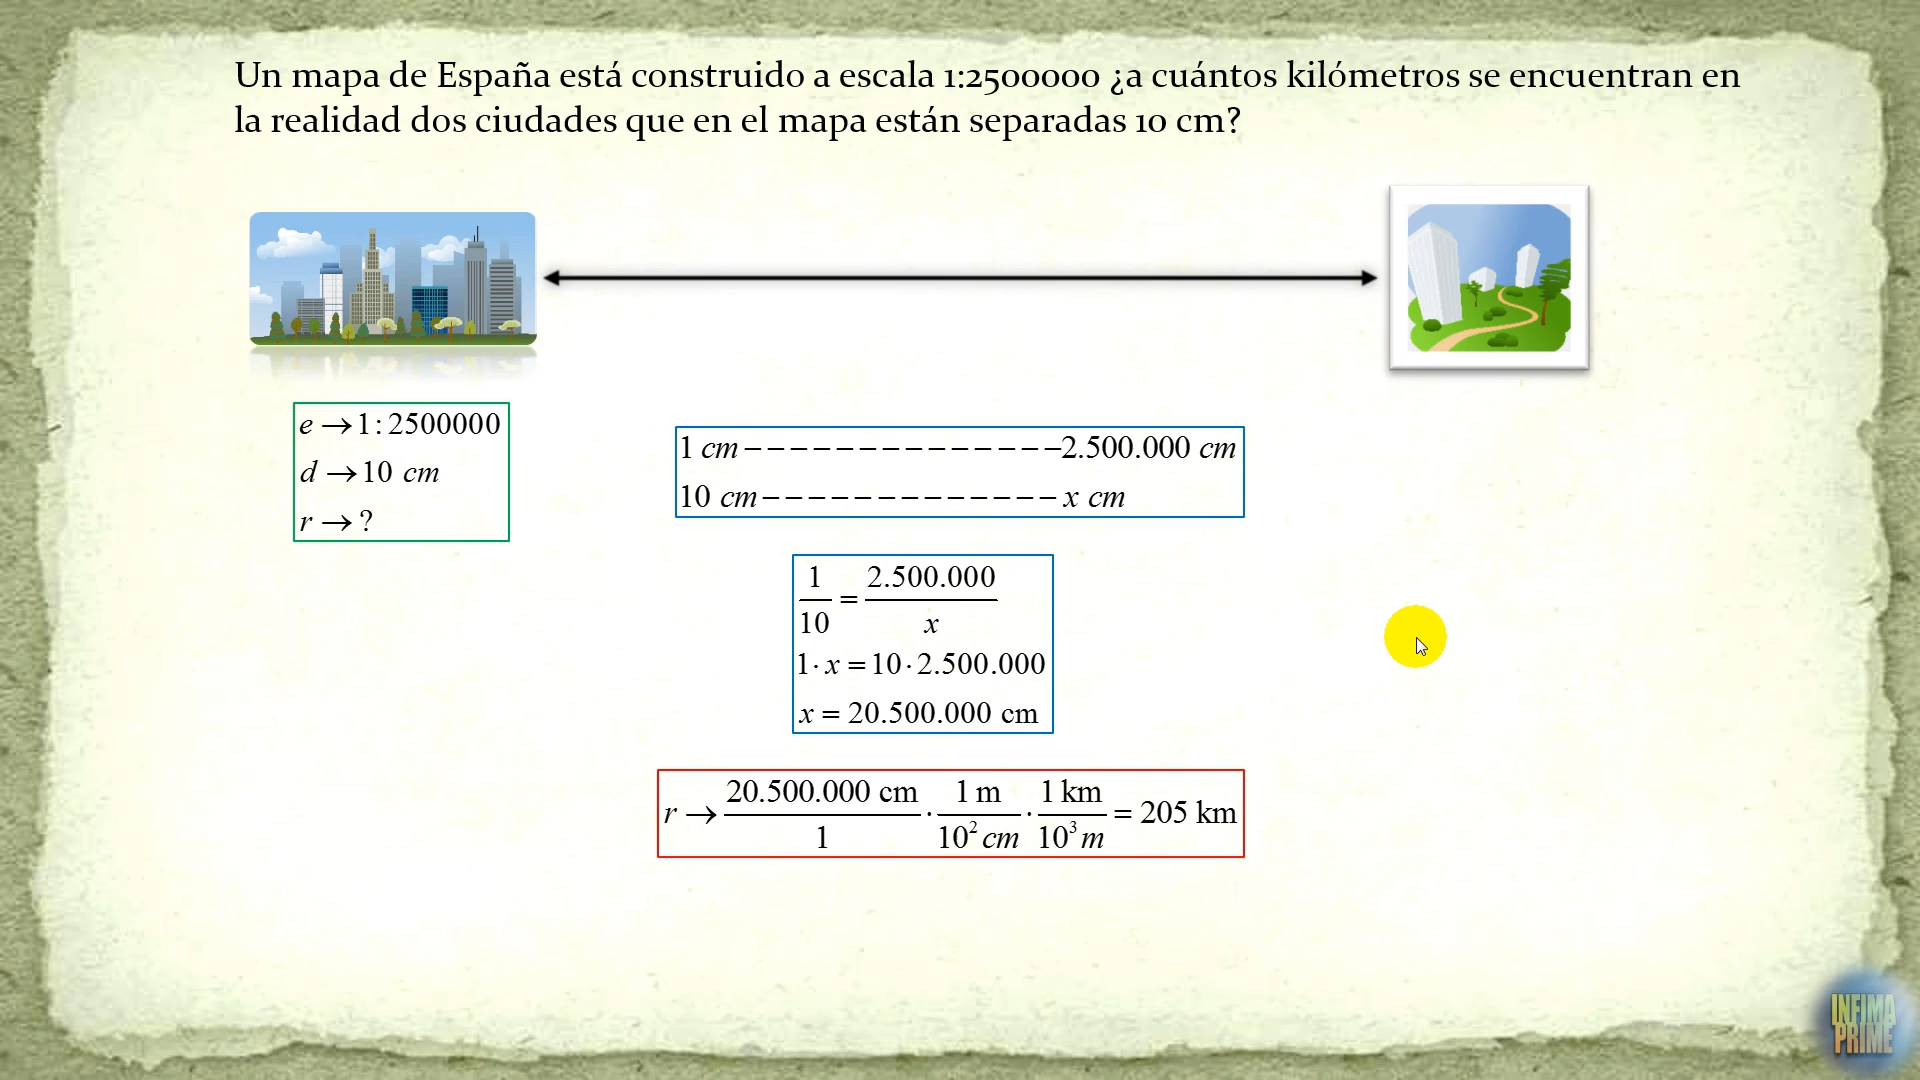 Un mapa de España está construido a escala 1:2500000 ¿a cuántos kilómetros se encuentran en
la realidad dos ciudades que en el mapa están separadas 10 cm?
e → 1 : 2500000
d → 10 cm
r → ?
1 cm −−−−−−−−−−−−−−2.500.000 cm
10 cm −−−−−−−−−−−−− x cm
1/10 = 2.500.000/x
1· x = 10 · 2.500.000
x = 20.500.000 cm
r → 20.500.000 cm/1 · 1 m/10² cm · 1 km/10³ m = 205 km
INFIMA
PRIME